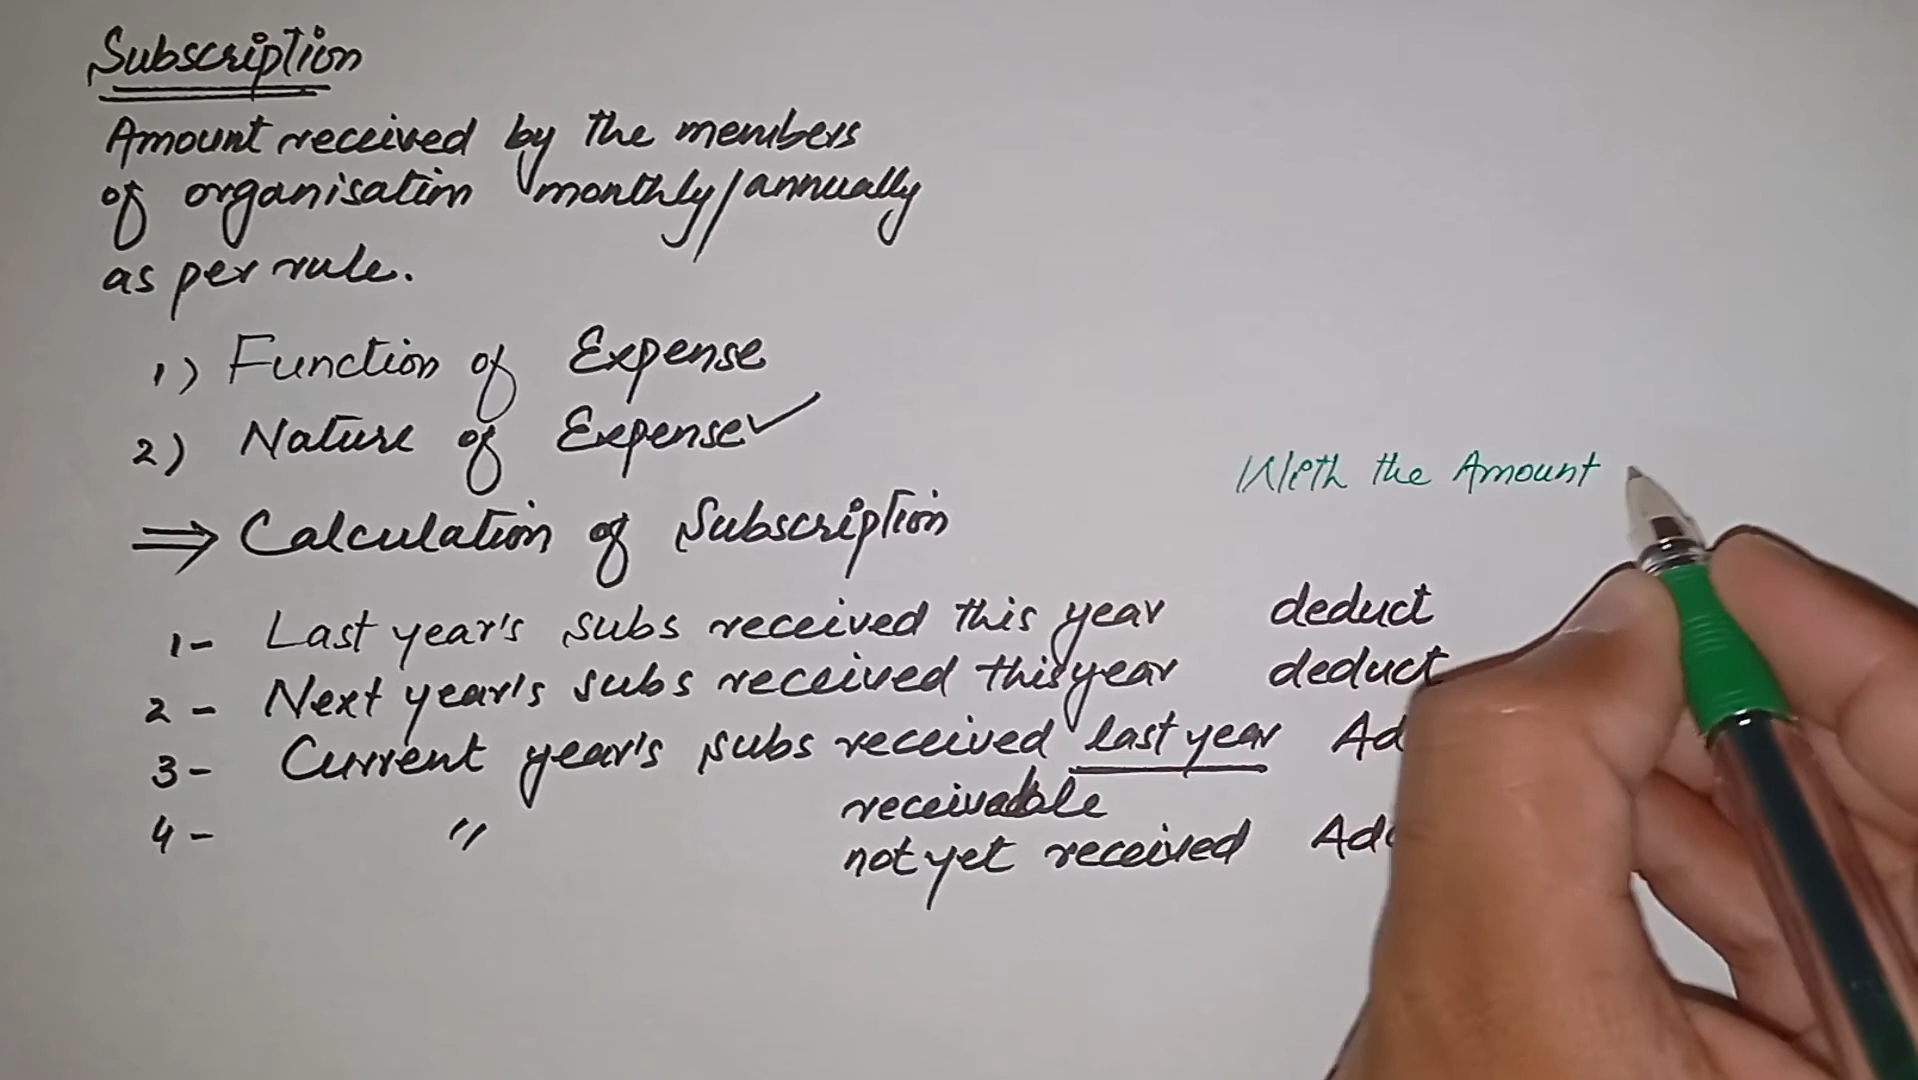 Subscription
Amount received by the members
of organisation monthly/annually
as per rule.
1) Function of Expense
2) Nature of Expense✓
With the Amount
⇒ Calculation of Subscription
1- Last year's subs received this year deduct
2- Next year's subs received this year deduct
3- Current year's subs received last year Ad
receivable
4- " not yet received Add